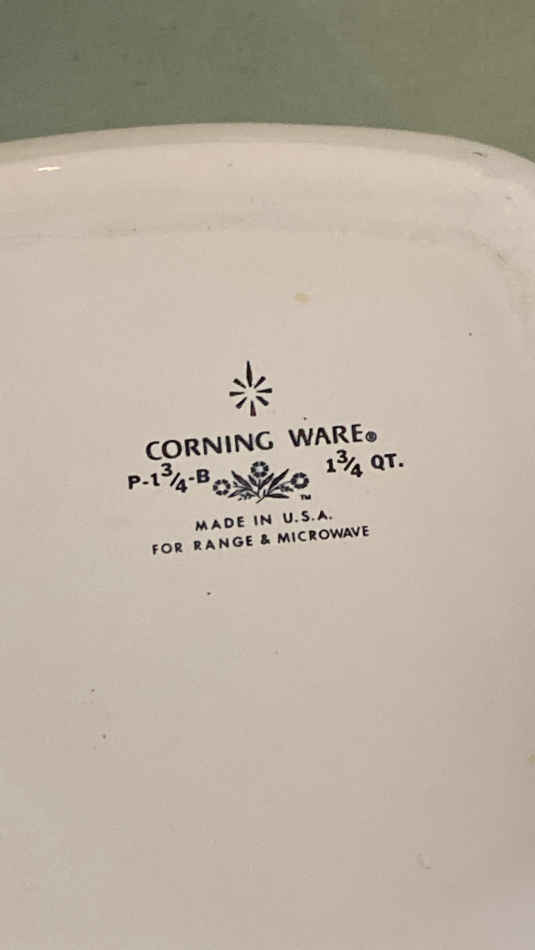 CORNING WARE®
P-1¾-B 1¾ QT.
™
MADE IN U.S.A.
FOR RANGE & MICROWAVE